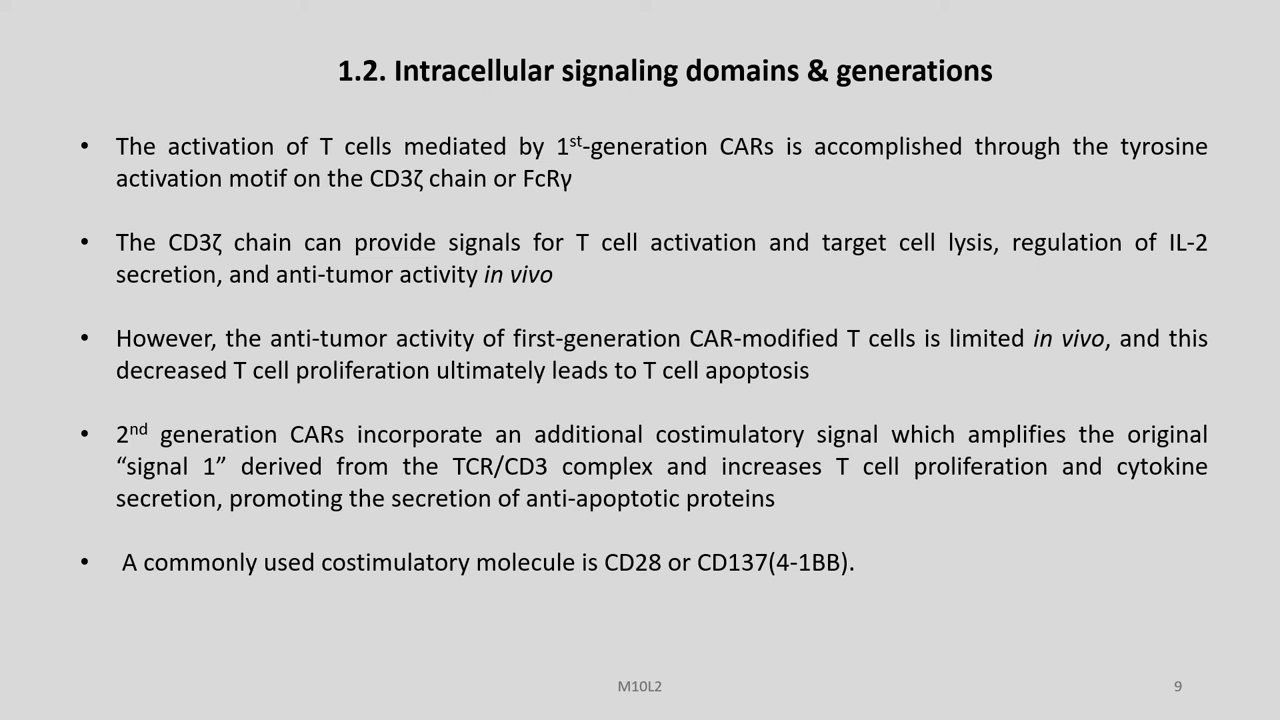 1.2. Intracellular signaling domains & generations
• The activation of T cells mediated by 1st-generation CARs is accomplished through the tyrosine
activation motif on the CD3ζ chain or FcRγ
• The CD3ζ chain can provide signals for T cell activation and target cell lysis, regulation of IL-2
secretion, and anti-tumor activity in vivo
• However, the anti-tumor activity of first-generation CAR-modified T cells is limited in vivo, and this
decreased T cell proliferation ultimately leads to T cell apoptosis
• 2nd generation CARs incorporate an additional costimulatory signal which amplifies the original
“signal 1” derived from the TCR/CD3 complex and increases T cell proliferation and cytokine
secretion, promoting the secretion of anti-apoptotic proteins
• A commonly used costimulatory molecule is CD28 or CD137(4-1BB).
M10L2
9